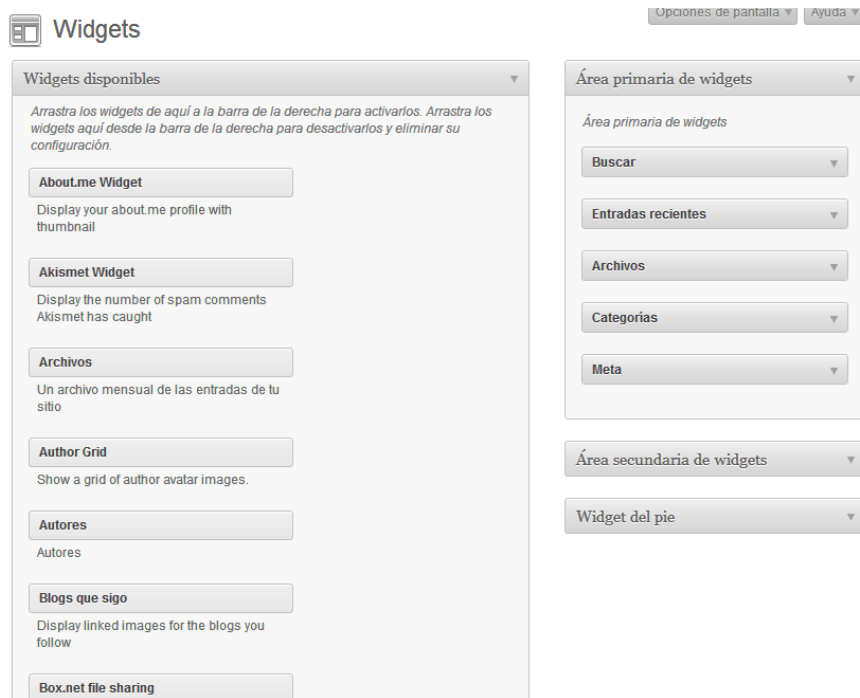 Widgets
Opciones de pantalla
Ayuda
Widgets disponibles
Arrastra los widgets de aquí a la barra de la derecha para activarlos. Arrastra los
widgets aquí desde la barra de la derecha para desactivarlos y eliminar su
configuración.
About.me Widget
Display your about.me profile with
thumbnail
Akismet Widget
Display the number of spam comments
Akismet has caught
Archivos
Un archivo mensual de las entradas de tu
sitio
Author Grid
Show a grid of author avatar images.
Autores
Autores
Blogs que sigo
Display linked images for the blogs you
follow
Box.net file sharing
Área primaria de widgets
Área primaria de widgets
Buscar
Entradas recientes
Archivos
Categorias
Meta
Área secundaria de widgets
Widget del pie